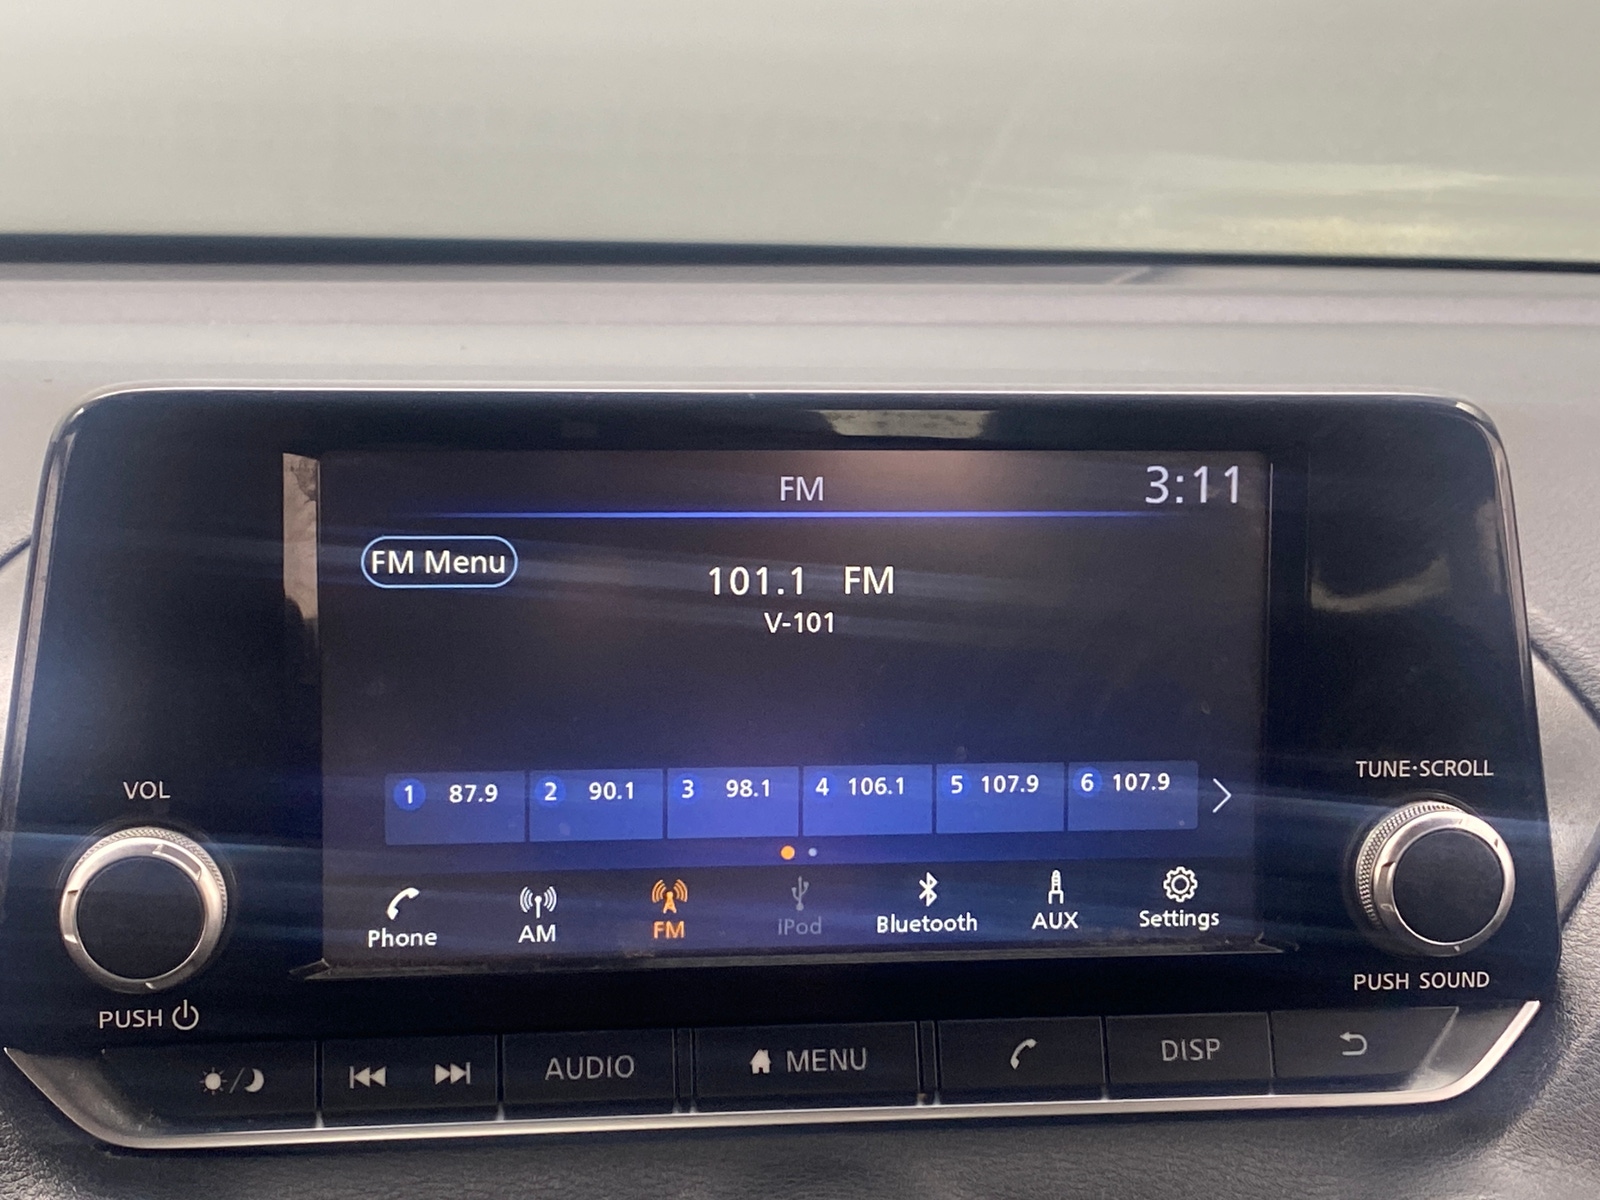 FM 3:11
FM Menu
101.1 FM
V-101
VOL
TUNE·SCROLL
1 87.9 2 90.1 3 98.1 4 106.1 5 107.9 6 107.9
Phone AM FM iPod Bluetooth AUX Settings
PUSH
PUSH SOUND
AUDIO MENU DISP